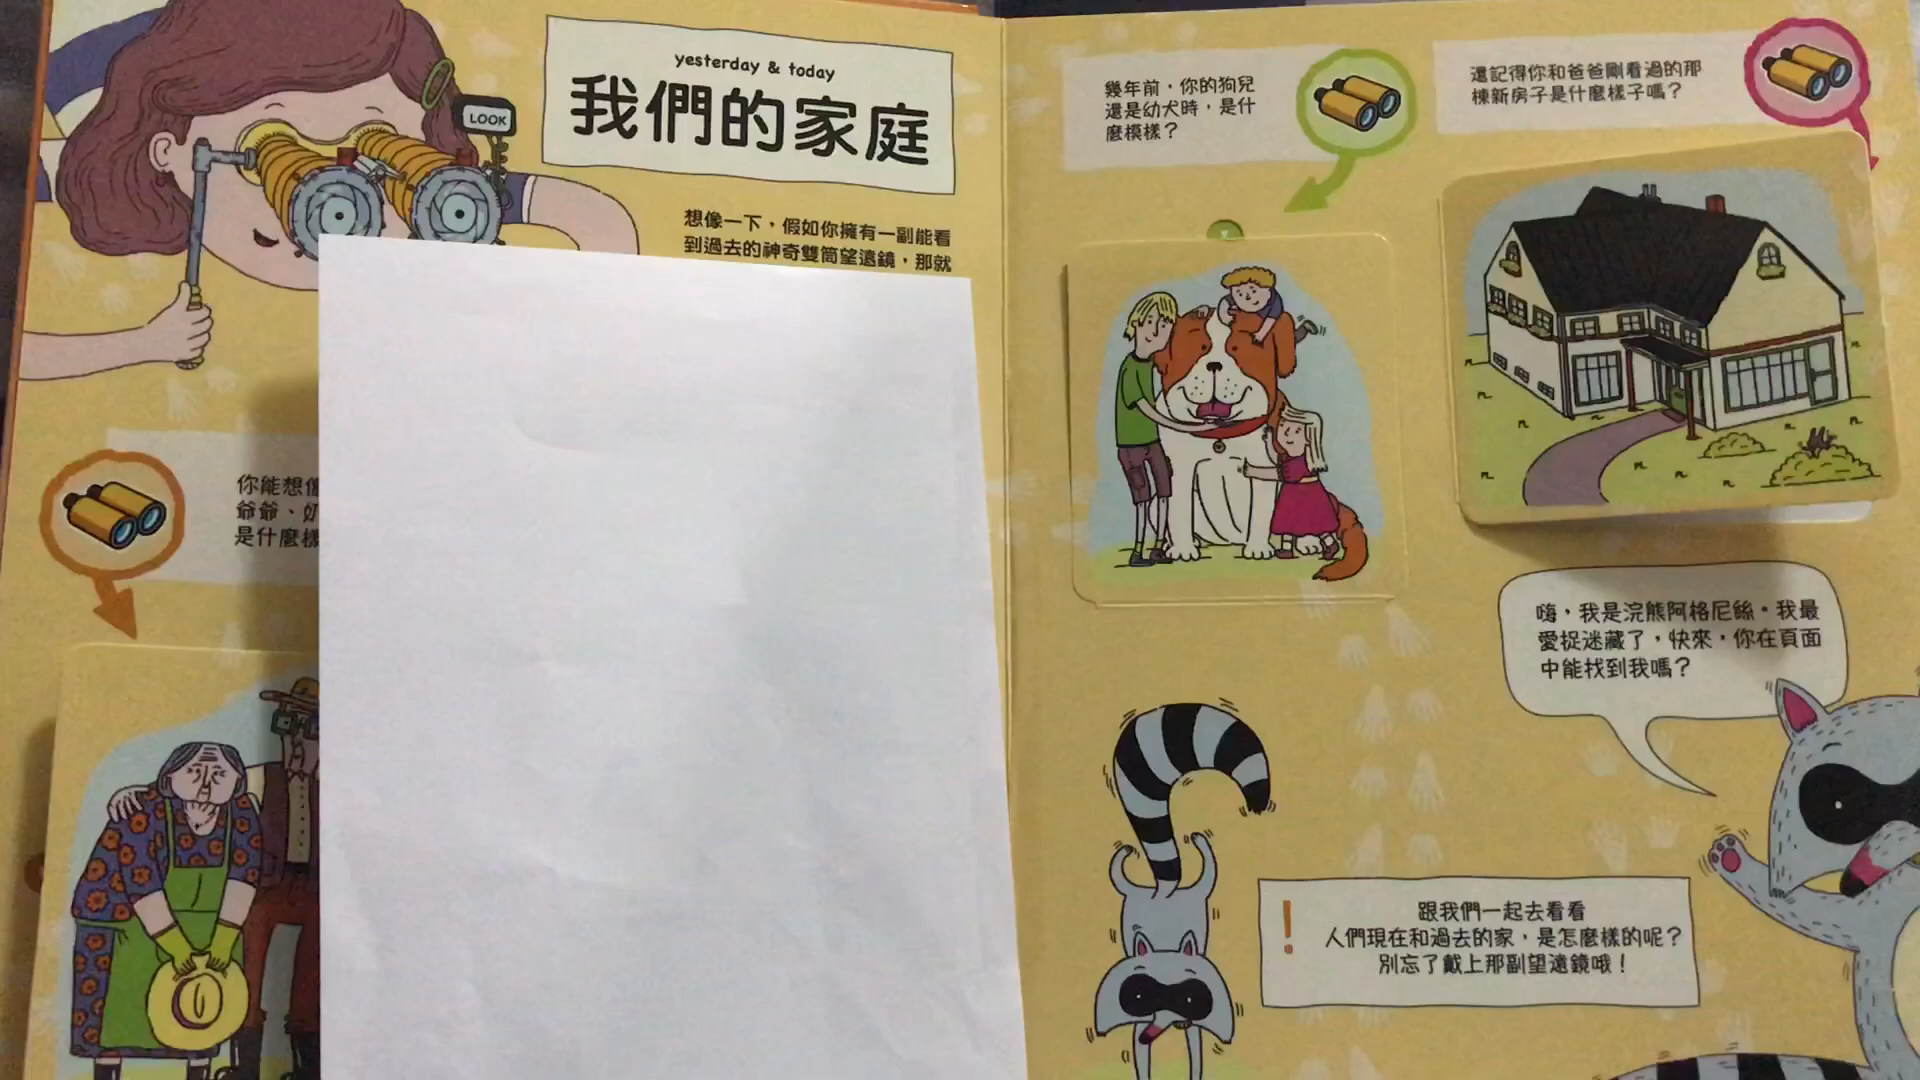 yesterday & today
我們的家庭
LOOK
想像一下，假如你擁有一副能看
到過去的神奇雙筒望遠鏡，那就
你能想像
爺爺、奶
是什麼樣
幾年前，你的狗兒
還是幼犬時，是什
麼模樣？
還記得你和爸爸剛看過的那
棟新房子是什麼樣子嗎？
嗨，我是浣熊阿格尼絲。我最
愛捉迷藏了，快來，你在頁面
中能找到我嗎？
!
跟我們一起去看看
人們現在和過去的家，是怎麼樣的呢？
別忘了戴上那副望遠鏡哦！